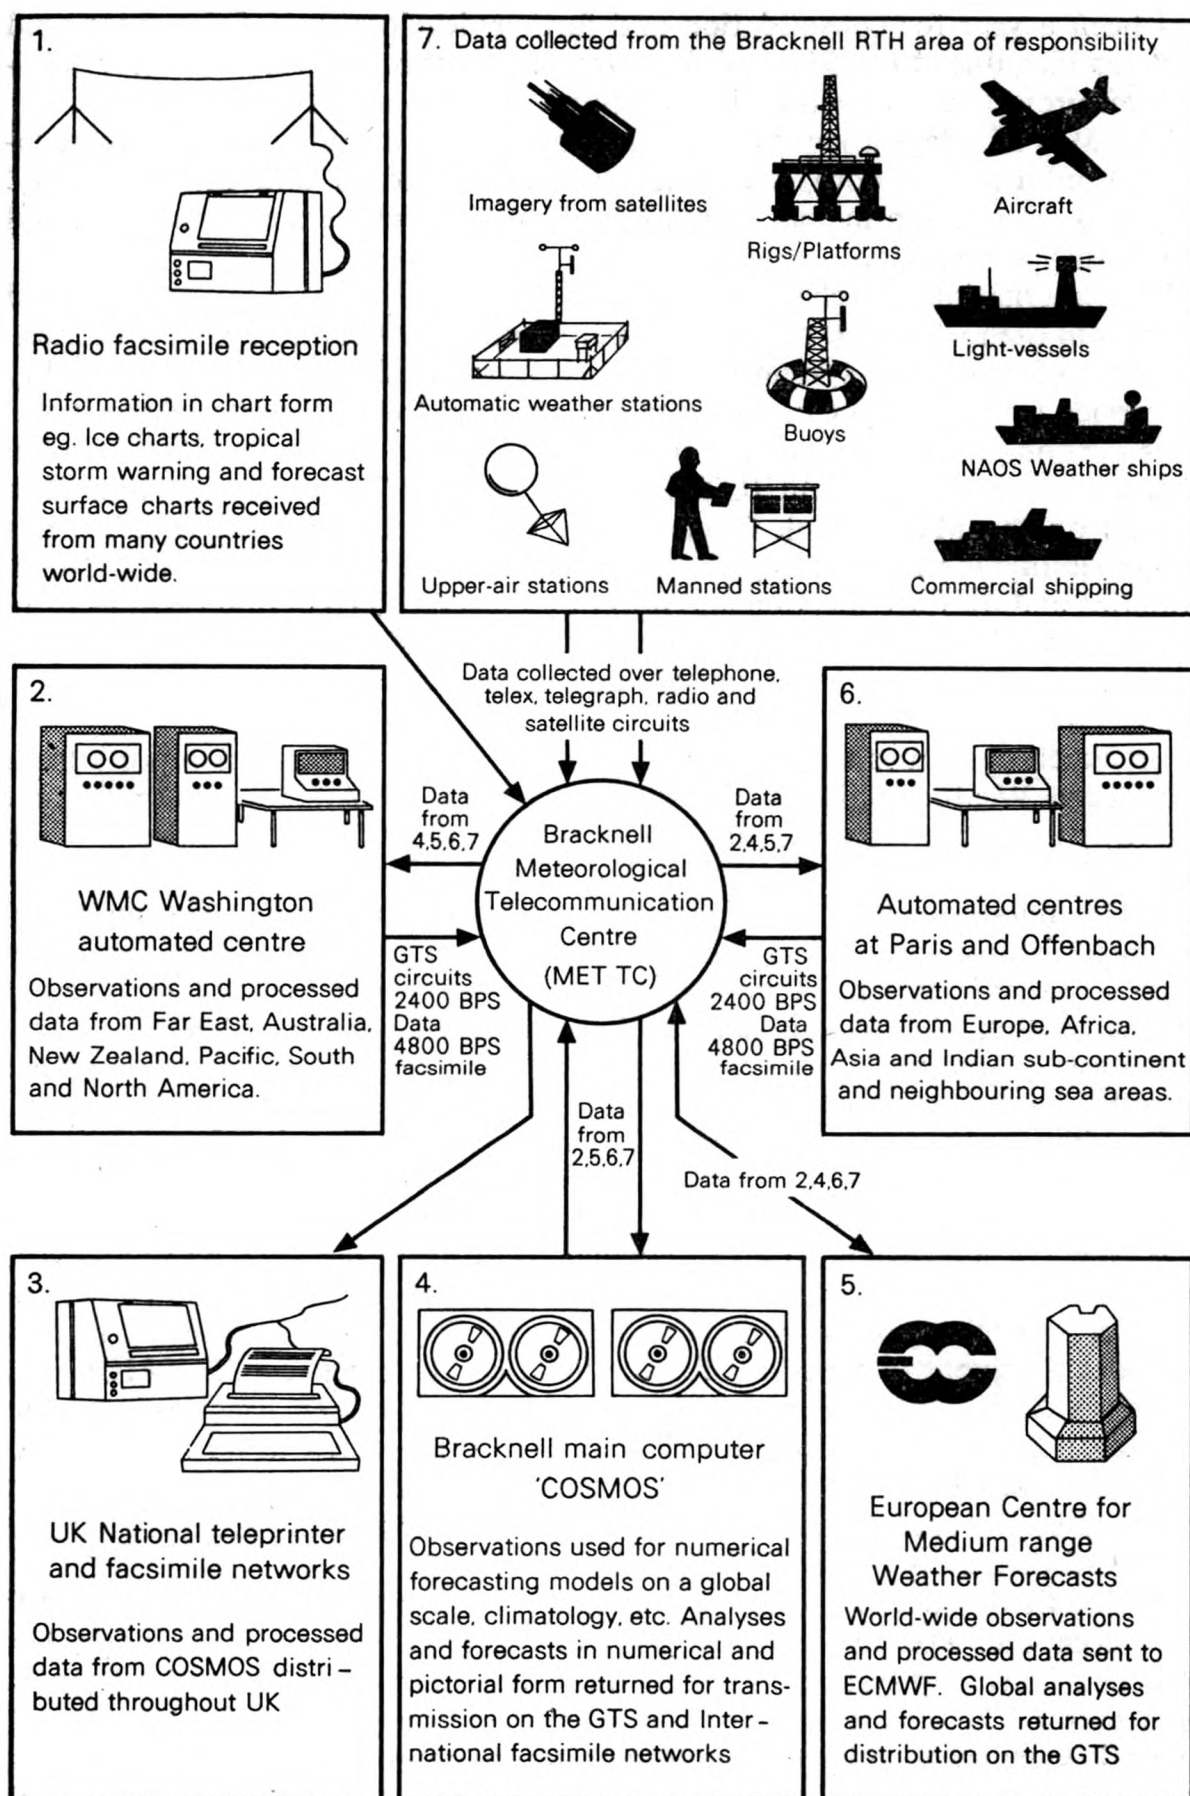 1.
Radio facsimile reception
Information in chart form
eg. Ice charts, tropical
storm warning and forecast
surface charts received
from many countries
world-wide.
7. Data collected from the Bracknell RTH area of responsibility
Imagery from satellites
Rigs/Platforms
Aircraft
Automatic weather stations
Buoys
Light-vessels
NAOS Weather ships
Upper-air stations
Manned stations
Commercial shipping
Data collected over telephone,
telex, telegraph, radio and
satellite circuits
2.
WMC Washington
automated centre
Observations and processed
data from Far East, Australia,
New Zealand, Pacific, South
and North America.
Data
from
4,5,6,7
GTS
circuits
2400 BPS
Data
4800 BPS
facsimile
Bracknell
Meteorological
Telecommunication
Centre
(MET TC)
Data
from
2,4,5,7
GTS
circuits
2400 BPS
Data
4800 BPS
facsimile
6.
Automated centres
at Paris and Offenbach
Observations and processed
data from Europe, Africa,
Asia and Indian sub-continent
and neighbouring sea areas.
Data
from
2,5,6,7
Data from 2,4,6,7
3.
UK National teleprinter
and facsimile networks
Observations and processed
data from COSMOS distri-
buted throughout UK
4.
Bracknell main computer
'COSMOS'
Observations used for numerical
forecasting models on a global
scale, climatology, etc. Analyses
and forecasts in numerical and
pictorial form returned for trans-
mission on the GTS and Inter-
national facsimile networks
5.
European Centre for
Medium range
Weather Forecasts
World-wide observations
and processed data sent to
ECMWF. Global analyses
and forecasts returned for
distribution on the GTS